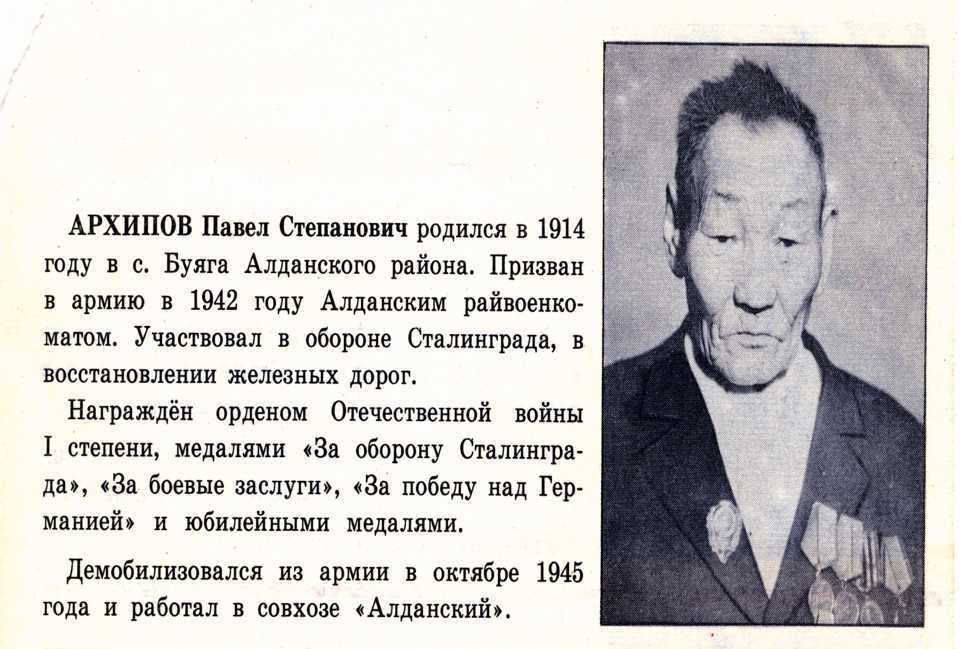 АРХИПОВ Павел Степанович родился в 1914
году в с. Буяга Алданского района. Призван
в армию в 1942 году Алданским райвоенко-
матом. Участвовал в обороне Сталинграда, в
восстановлении железных дорог.
Награждён орденом Отечественной войны
I степени, медалями «За оборону Сталингра-
да», «За боевые заслуги», «За победу над Гер-
манией» и юбилейными медалями.
Демобилизовался из армии в октябре 1945
года и работал в совхозе «Алданский».